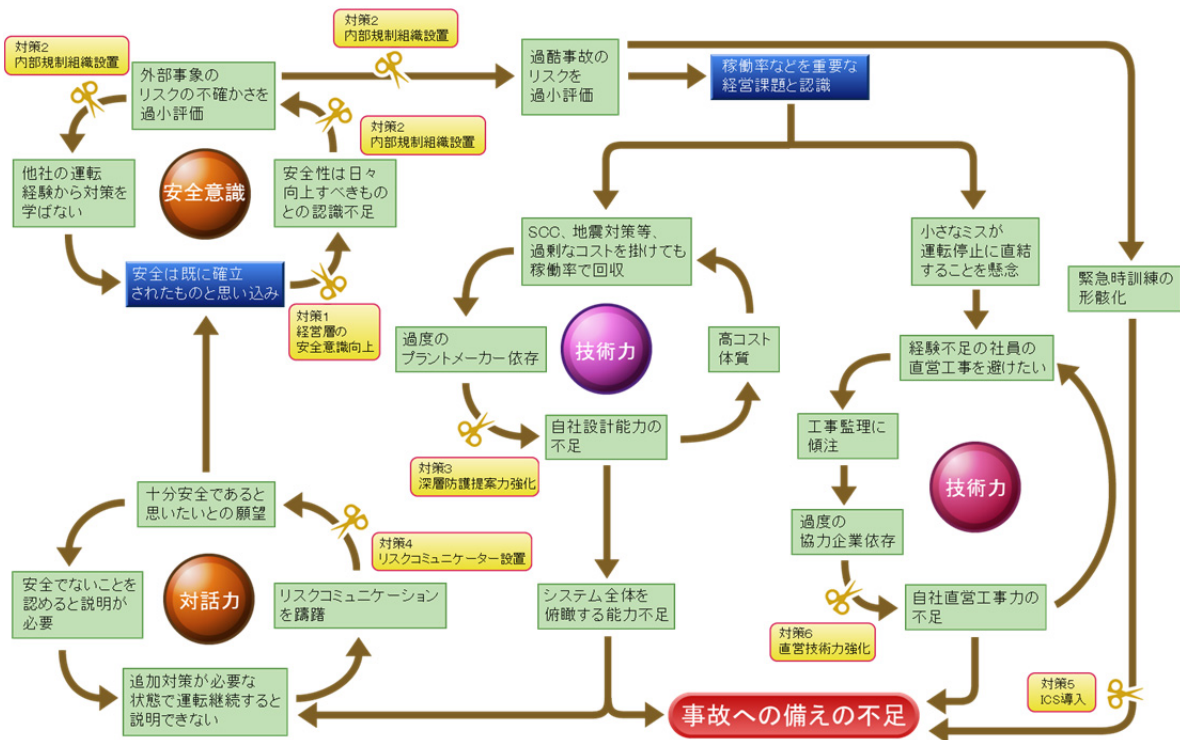 対策2
内部規制組織設置
対策2
内部規制組織設置
外部事象の
リスクの不確かさを
過小評価
過酷事故の
リスクを
過小評価
稼働率などを重要な
経営課題と認識
対策2
内部規制組織設置
他社の運転
経験から対策を
学ばない
安全意識
安全性は日々
向上すべきもの
との認識不足
安全は既に確立
されたものと思い込み
対策1
経営層の
安全意識向上
SCC、地震対策等、
過剰なコストを掛けても
稼働率で回収
小さなミスが
運転停止に直結
することを懸念
緊急時訓練の
形骸化
過度の
プラントメーカー依存
技術力
高コスト
体質
経験不足の社員の
直営工事を避けたい
自社設計能力の
不足
対策3
深層防護提案力強化
工事監理に
傾注
技術力
十分安全であると
思いたいとの願望
対策4
リスクコミュニケーター設置
過度の
協力企業依存
安全でないことを
認めると説明が
必要
対話力
リスクコミュニケーション
を躊躇
システム全体を
俯瞰する能力不足
自社直営工事力の
不足
対策6
直営技術力強化
追加対策が必要な
状態で運転継続すると
説明できない
事故への備えの不足
対策5
ICS導入